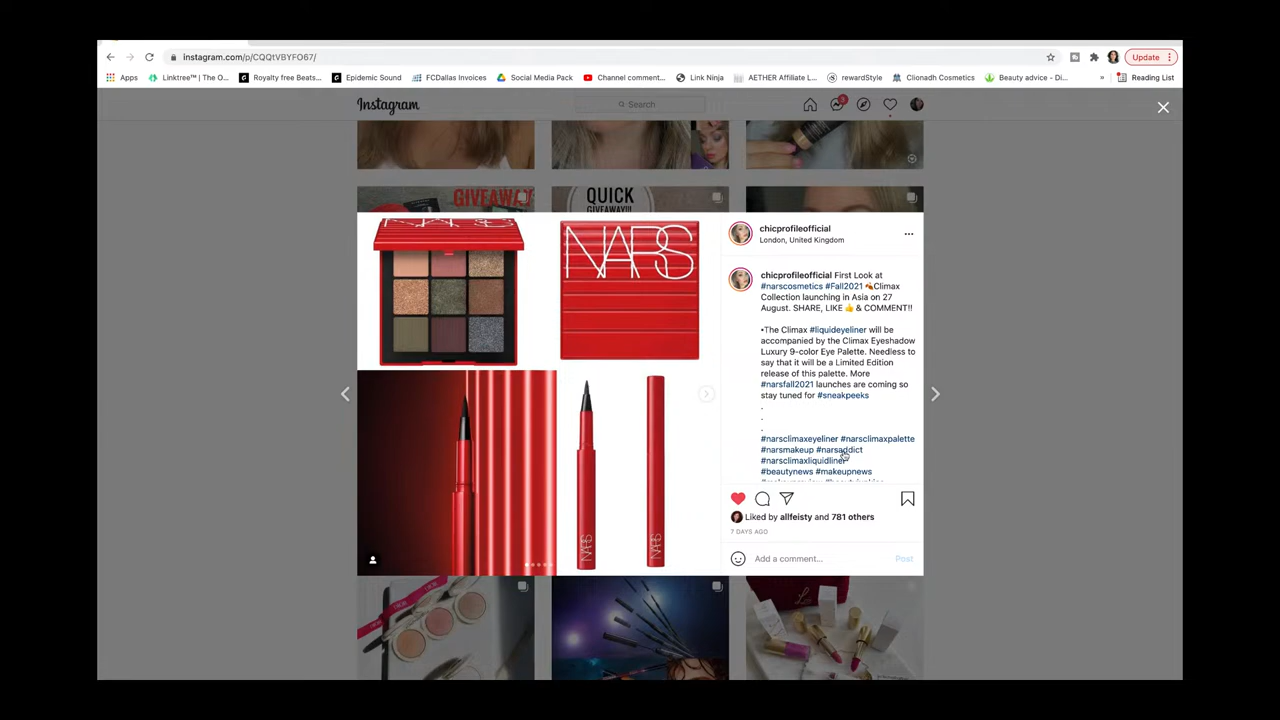 instagram.com/p/CQQtVBYFO67/
Update
Apps
Linktree™ | The O...
Royalty free Beats...
Epidemic Sound
FCDallas Invoices
Social Media Pack
Channel comment...
Link Ninja
AETHER Affiliate L...
rewardStyle
Clionadh Cosmetics
Beauty advice - Di...
»
Reading List
Instagram
Search
GIVEAWAY
QUICK
GIVEAWAY!!!
NARS
NARS
NARS
NARS
chicprofileofficial
London, United Kingdom
chicprofileofficial First Look at
#narscosmetics #Fall2021 🍂Climax
Collection launching in Asia on 27
August. SHARE, LIKE 👍 & COMMENT!!
•The Climax #liquideyeliner will be
accompanied by the Climax Eyeshadow
Luxury 9-color Eye Palette. Needless to
say that it will be a Limited Edition
release of this palette. More
#narsfall2021 launches are coming so
stay tuned for #sneakpeeks
.
.
.
#narsclimaxeyeliner #narsclimaxpalette
#narsmakeup #narsaddict
#narsclimaxliquidliner
#beautynews #makeupnews
Liked by allfeisty and 781 others
7 DAYS AGO
Add a comment...
Post